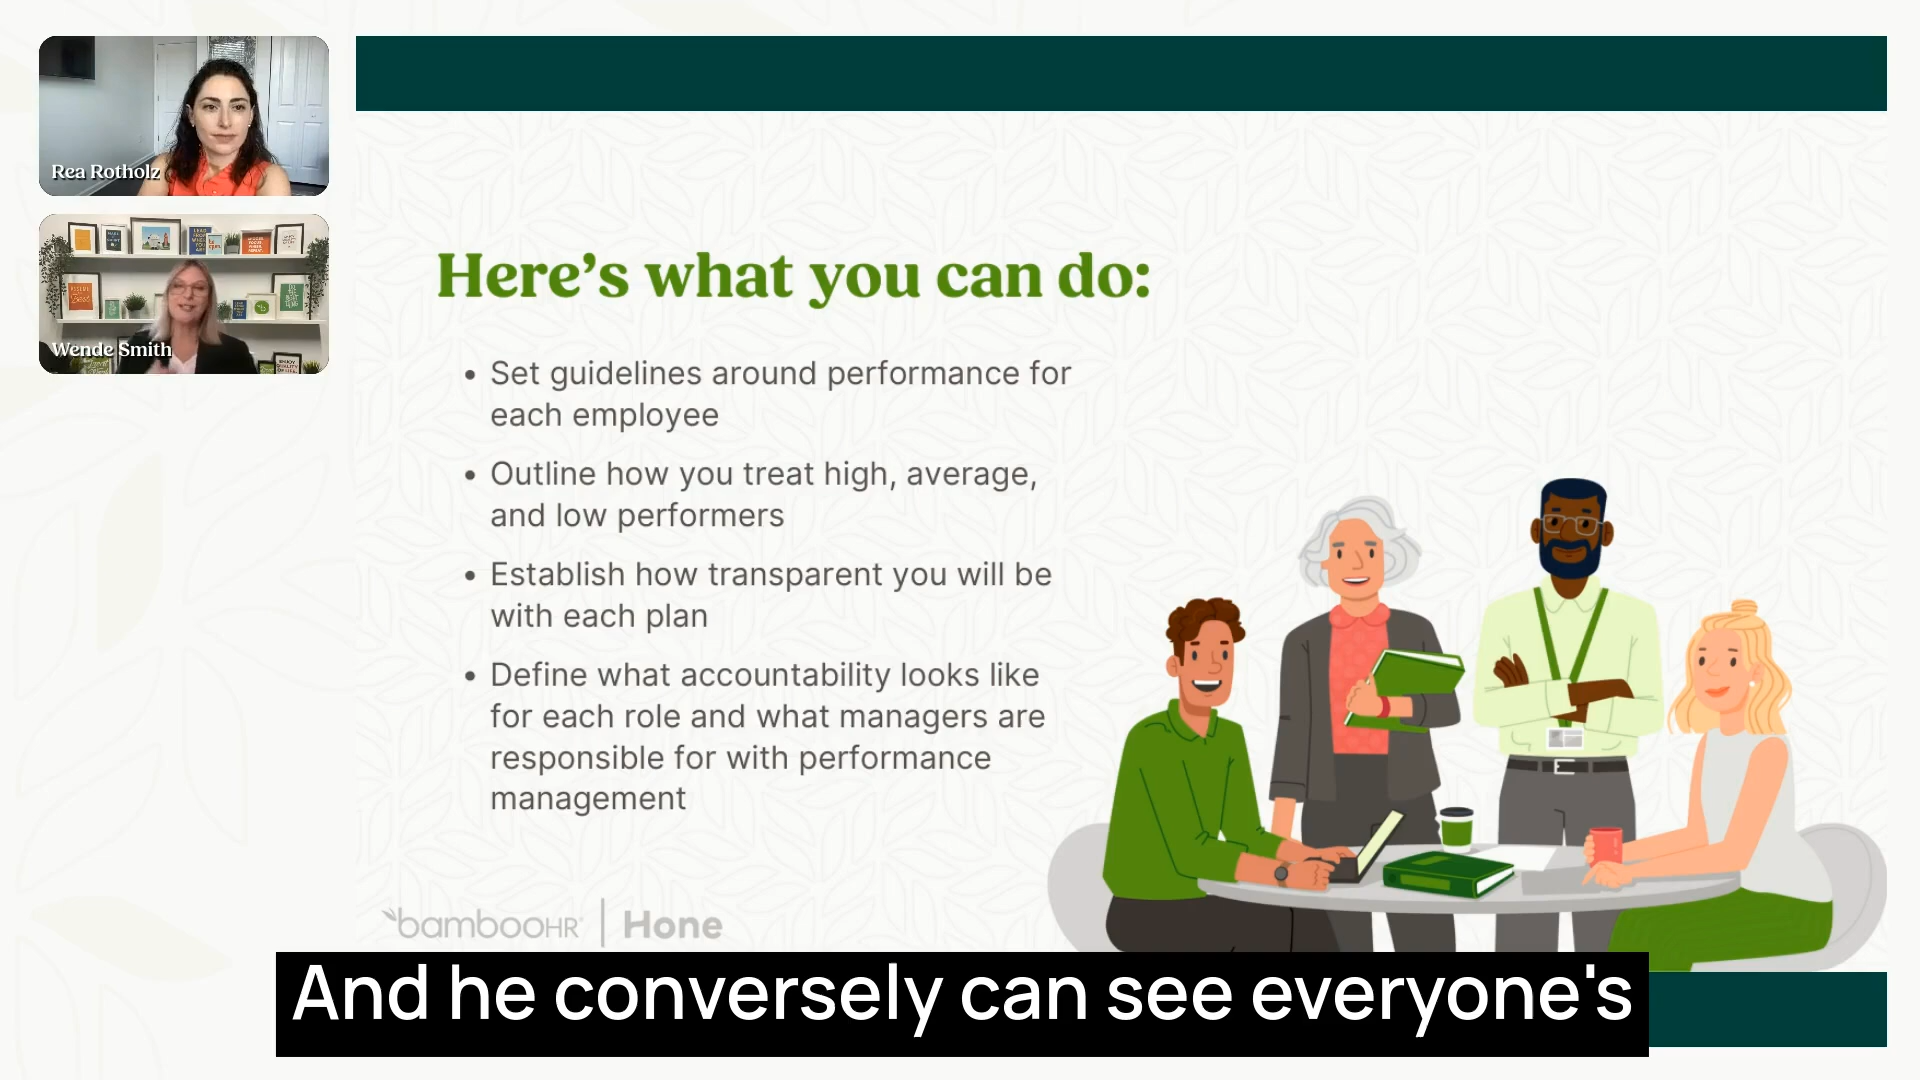 Rea Rotholz
Wende Smith
Here's what you can do:
• Set guidelines around performance for
each employee
• Outline how you treat high, average,
and low performers
• Establish how transparent you will be
with each plan
• Define what accountability looks like
for each role and what managers are
responsible for with performance
management
bambooHR | Hone
And he conversely can see everyone's